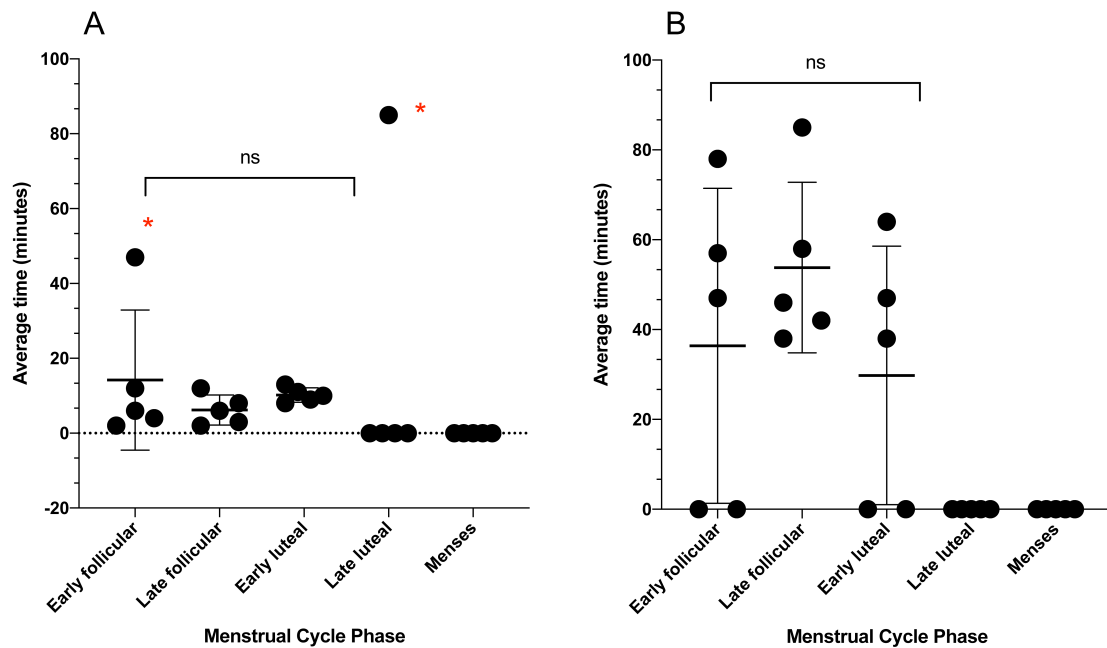 A
100
80
60
40
20
0
-20
Average time (minutes)
*
ns
*
Early follicular
Late follicular
Early luteal
Late luteal
Menses
Menstrual Cycle Phase
B
100
80
60
40
20
0
Average time (minutes)
ns
Early follicular
Late follicular
Early luteal
Late luteal
Menses
Menstrual Cycle Phase